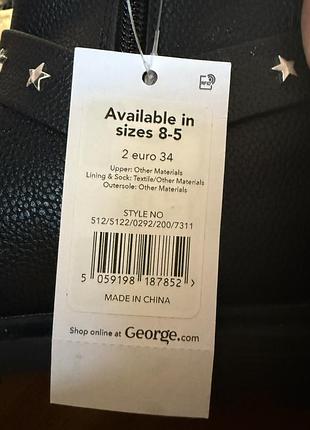 RFID
Available in
sizes 8-5
2 euro 34
Upper: Other Materials
Lining & Sock: Textile/Other Materials
Outersole: Other Materials
STYLE NO
512/5122/0292/200/7311
5 059198 187852 >
MADE IN CHINA
Shop online at George.com